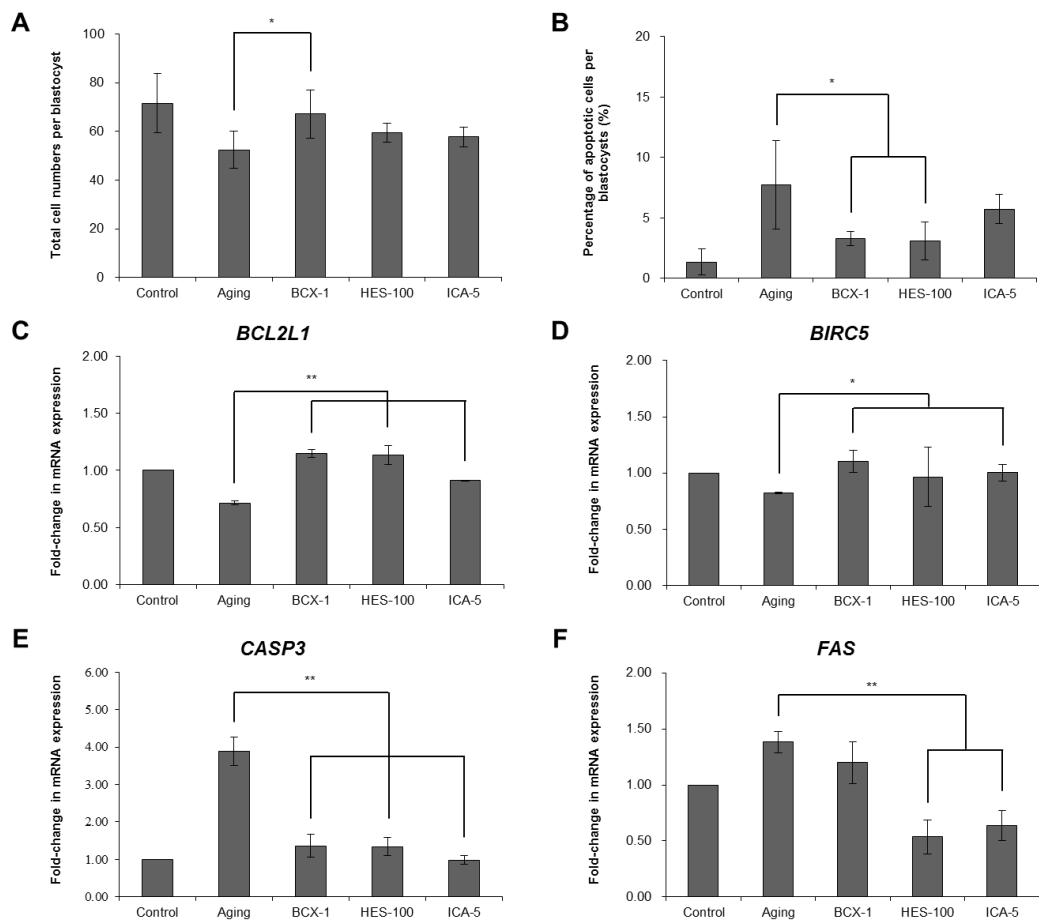 A
Total cell numbers per blastocyst
100
80
60
40
20
0
*
Control Aging BCX-1 HES-100 ICA-5
B
Percentage of apoptotic cells per
blastocysts (%)
20
15
10
5
0
*
Control Aging BCX-1 HES-100 ICA-5
C
BCL2L1
Fold-change in mRNA expression
2.00
1.50
1.00
0.50
0.00
**
Control Aging BCX-1 HES-100 ICA-5
D
BIRC5
Fold-change in mRNA expression
2.00
1.50
1.00
0.50
0.00
*
Control Aging BCX-1 HES-100 ICA-5
E
CASP3
Fold-change in mRNA expression
6.00
5.00
4.00
3.00
2.00
1.00
0.00
**
Control Aging BCX-1 HES-100 ICA-5
F
FAS
Fold-change in mRNA expression
2.00
1.50
1.00
0.50
0.00
**
Control Aging BCX-1 HES-100 ICA-5